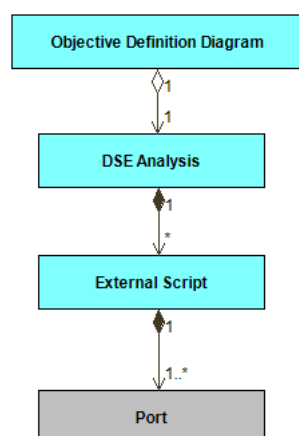 Objective Definition Diagram
1
1
DSE Analysis
1
*
External Script
1
1..*
Port